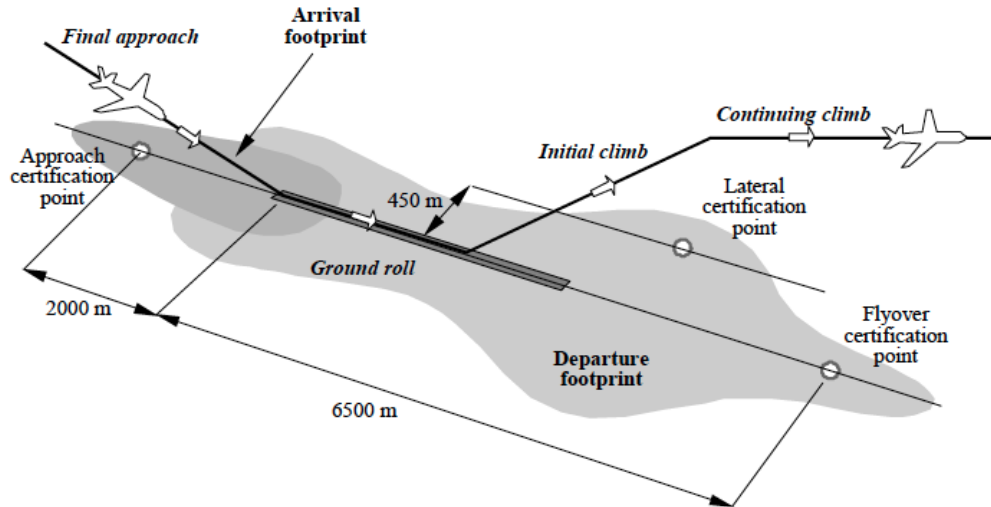 Final approach
Arrival
footprint
Continuing climb
Initial climb
Approach
certification
point
450 m
Lateral
certification
point
Ground roll
2000 m
Flyover
certification
point
Departure
footprint
6500 m